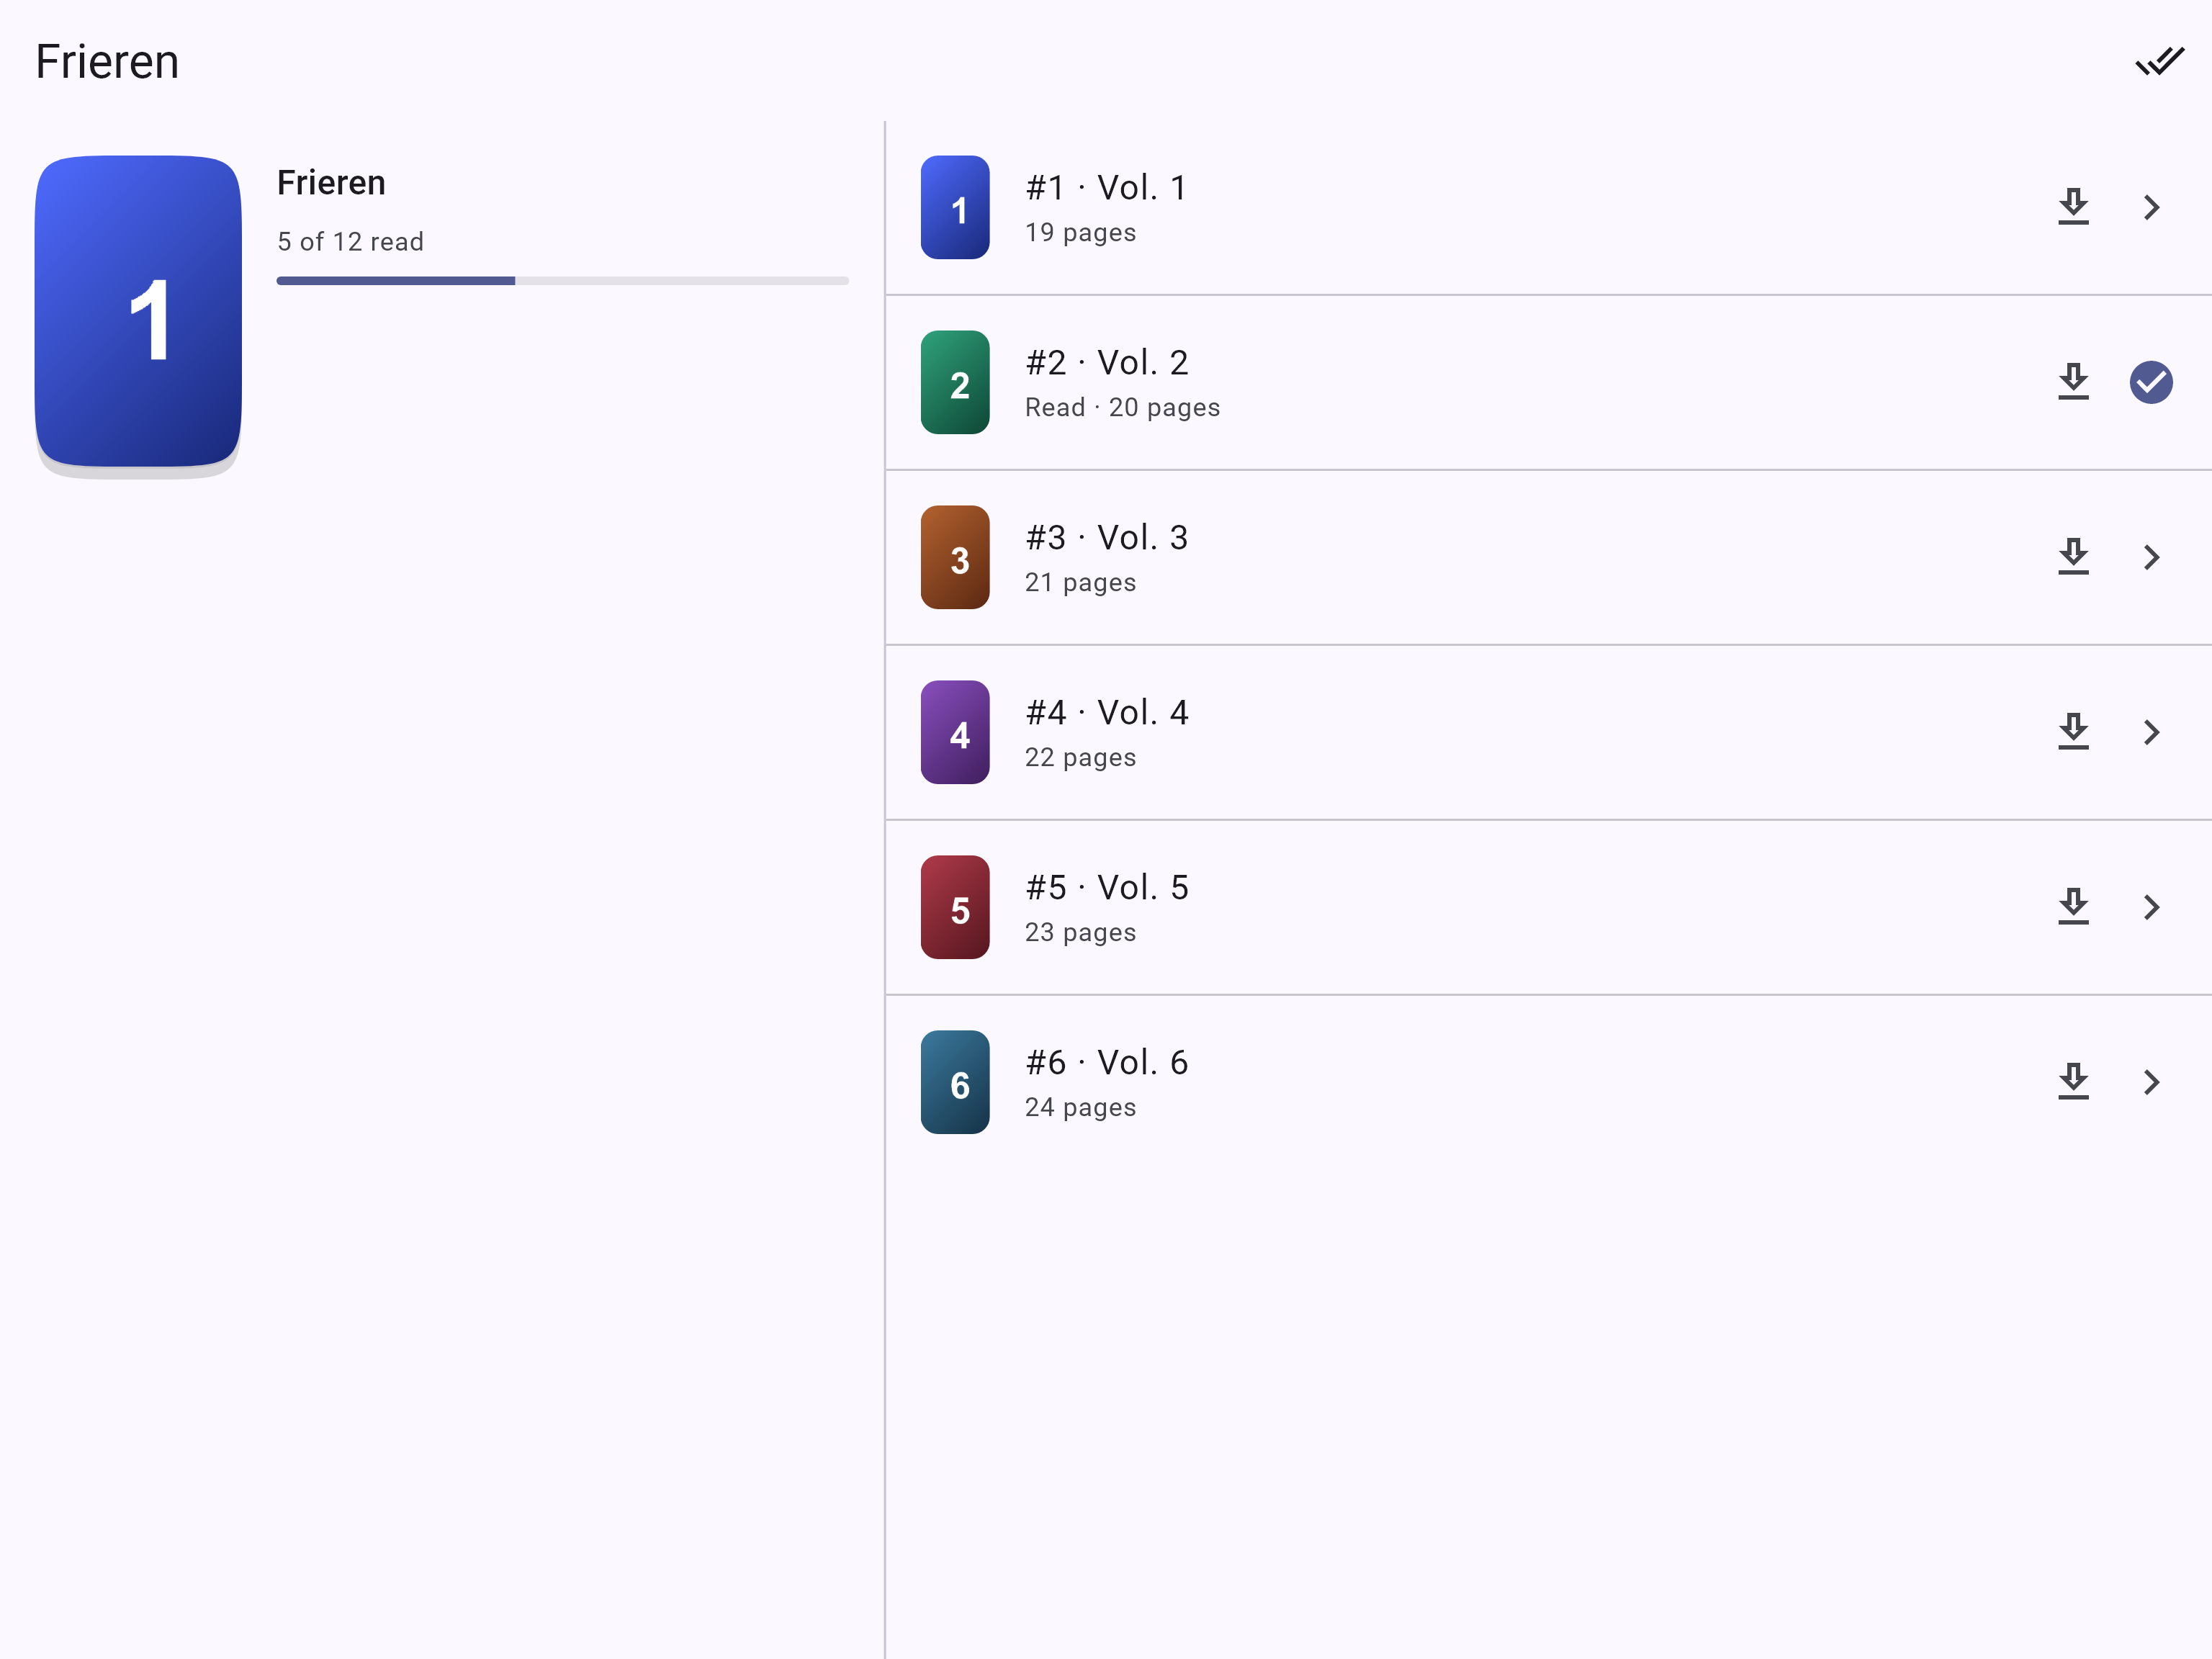 Frieren
1
Frieren
5 of 12 read
1
#1 · Vol. 1
19 pages
2
#2 · Vol. 2
Read · 20 pages
3
#3 · Vol. 3
21 pages
4
#4 · Vol. 4
22 pages
5
#5 · Vol. 5
23 pages
6
#6 · Vol. 6
24 pages